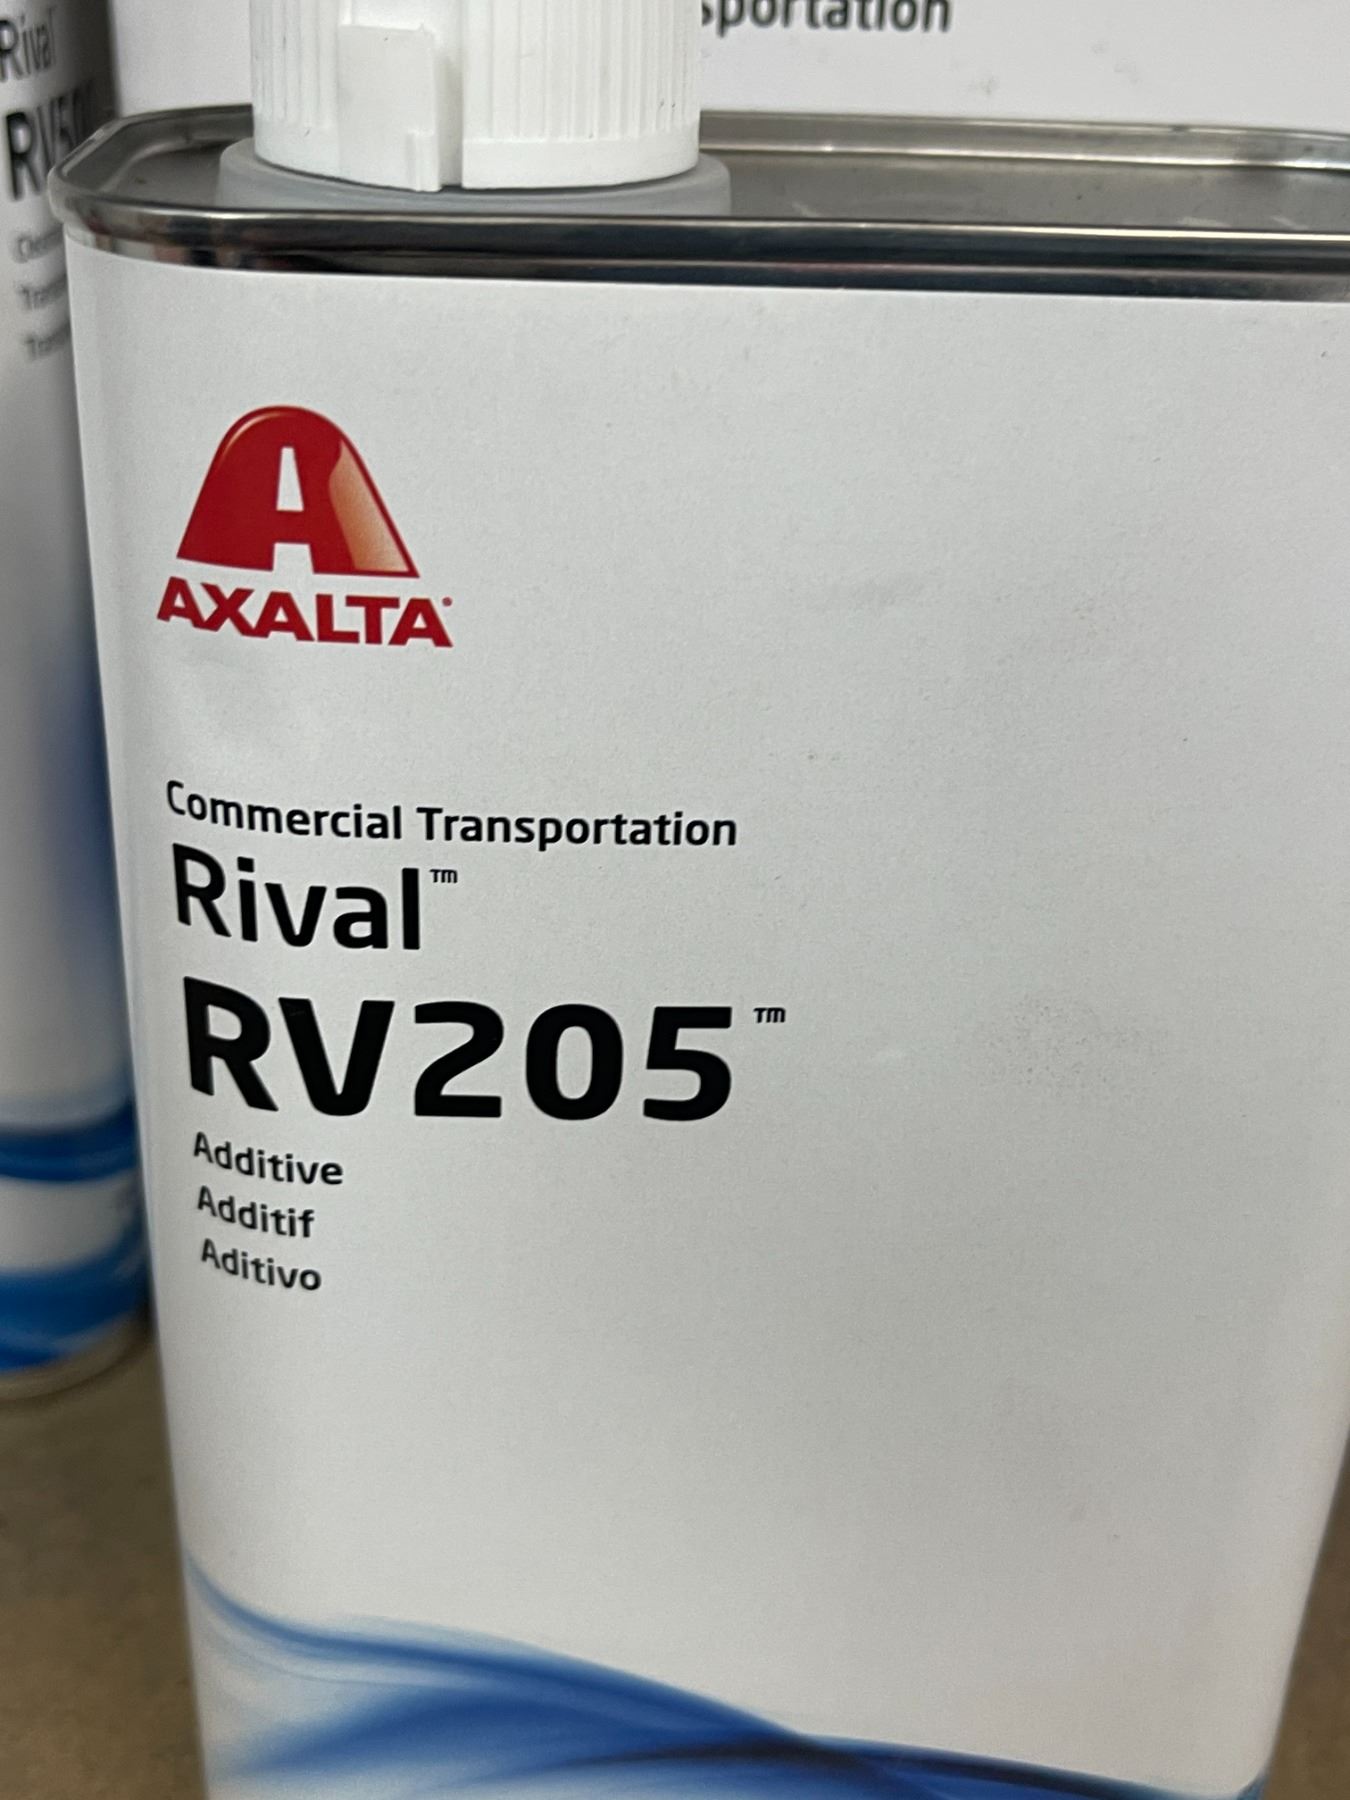 sportation
Rival
AXALTA
Commercial Transportation
Rival™
RV205™
Additive
Additif
Aditivo